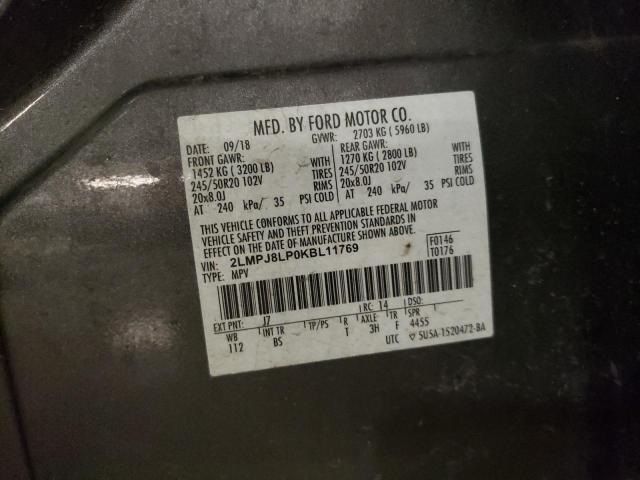 MFD. BY FORD MOTOR CO.
DATE: 09/18 GVWR: 2703 KG ( 5960 LB)
FRONT GAWR: REAR GAWR:
1452 KG ( 3200 LB) WITH 1270 KG ( 2800 LB) WITH
245/50R20 102V TIRES 245/50R20 102V TIRES
20x8.0J RIMS 20x8.0J RIMS
AT 240 kPa/ 35 PSI COLD AT 240 kPa/ 35 PSI COLD
THIS VEHICLE CONFORMS TO ALL APPLICABLE FEDERAL MOTOR
VEHICLE SAFETY AND THEFT PREVENTION STANDARDS IN
EFFECT ON THE DATE OF MANUFACTURE SHOWN ABOVE.
VIN: 2LMPJ8LP0KBL11769 F0146
TYPE: MPV T0176
EXT PNT: J7 RC: 14 DSO:
WB INT TR TP/PS R AXLE TR SPR
112 BS T 3H F 4455
UTC SU5A-1520472-BA